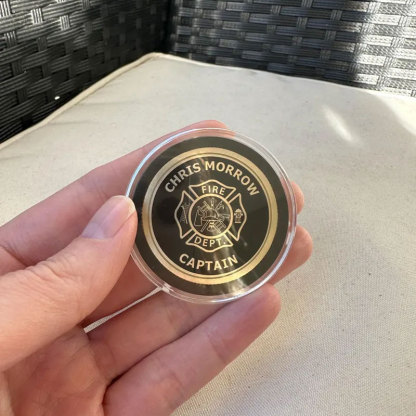 CHRIS MORROW
FIRE
DEPT.
CAPTAIN